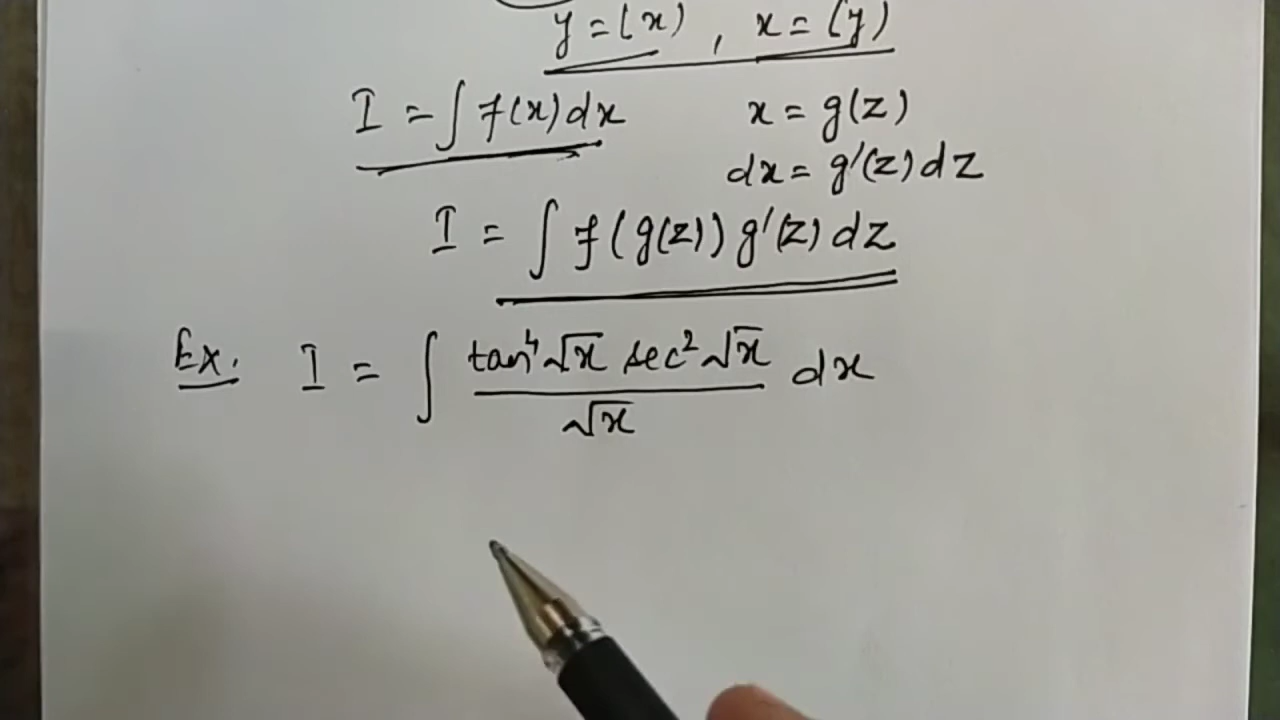 y = (x) , x = (y)
I = ∫ f(x) dx x = g(z)
dx = g'(z) dz
I = ∫ f(g(z)) g'(z) dz
Ex. I = ∫ tan⁴√x sec²√x / √x dx